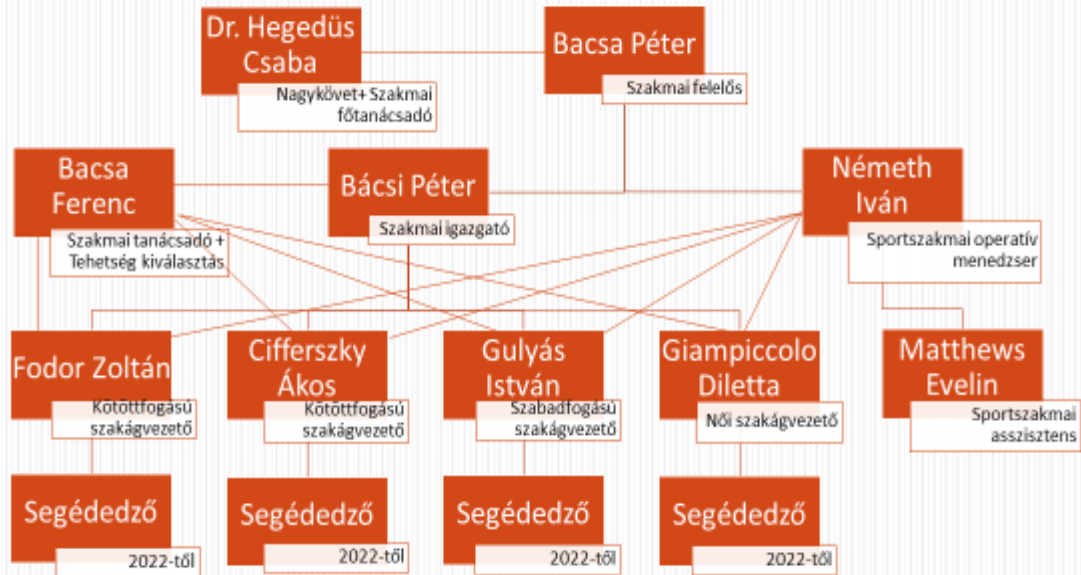 Dr. Hegedüs
Csaba
Nagykövet+ Szakmai
főtanácsadó
Bacsa Péter
Szakmai felelős
Bacsa
Ferenc
Szakmai tanácsadó +
Tehetség kiválasztás
Bácsi Péter
Szakmai igazgató
Németh
Iván
Sportszakmai operatív
menedzser
Fodor Zoltán
Kötöttfogású
szakágvezető
Cifferszky
Ákos
Kötöttfogású
szakágvezető
Gulyás
István
Szabadfogású
szakágvezető
Giampiccolo
Diletta
Női szakágvezető
Matthews
Evelin
Sportszakmai
asszisztens
Segédedző
2022-től
Segédedző
2022-től
Segédedző
2022-től
Segédedző
2022-től